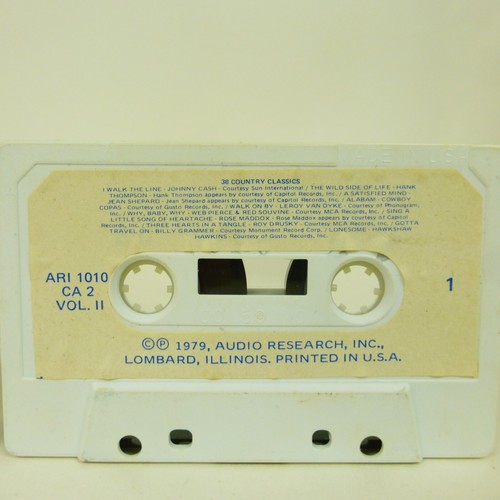 38 COUNTRY CLASSICS
I WALK THE LINE - JOHNNY CASH - Courtesy Sun International / THE WILD SIDE OF LIFE - HANK
THOMPSON - Hank Thompson appears by courtesy of Capitol Records, Inc. / A SATISFIED MIND -
JEAN SHEPARD - Jean Shepard appears by courtesy of Capitol Records, Inc. / ALABAM - COWBOY
COPAS - Courtesy of Gusto Records, Inc. / WALK ON BY - LEROY VAN DYKE - Courtesy of Monogram,
Inc. / WHY, BABY, WHY - WEB PIERCE & RED SOUVINE - Courtesy MCA Records, Inc. / SING A
LITTLE SONG OF HEARTACHE - ROSE MADDOX - Rose Maddox appears by courtesy of Capitol
Records, Inc. / THREE HEARTS IN A TANGLE - ROY DRUSKY - Courtesy MCA Records, Inc. / GOTTA
TRAVEL ON - BILLY GRAMMER - Courtesy Monument Record Corp. / LONESOME - HAWKSHAW
HAWKINS - Courtesy of Gusto Records, Inc.
ARI 1010
CA 2
VOL. II
1
©℗ 1979, AUDIO RESEARCH, INC.,
LOMBARD, ILLINOIS. PRINTED IN U.S.A.